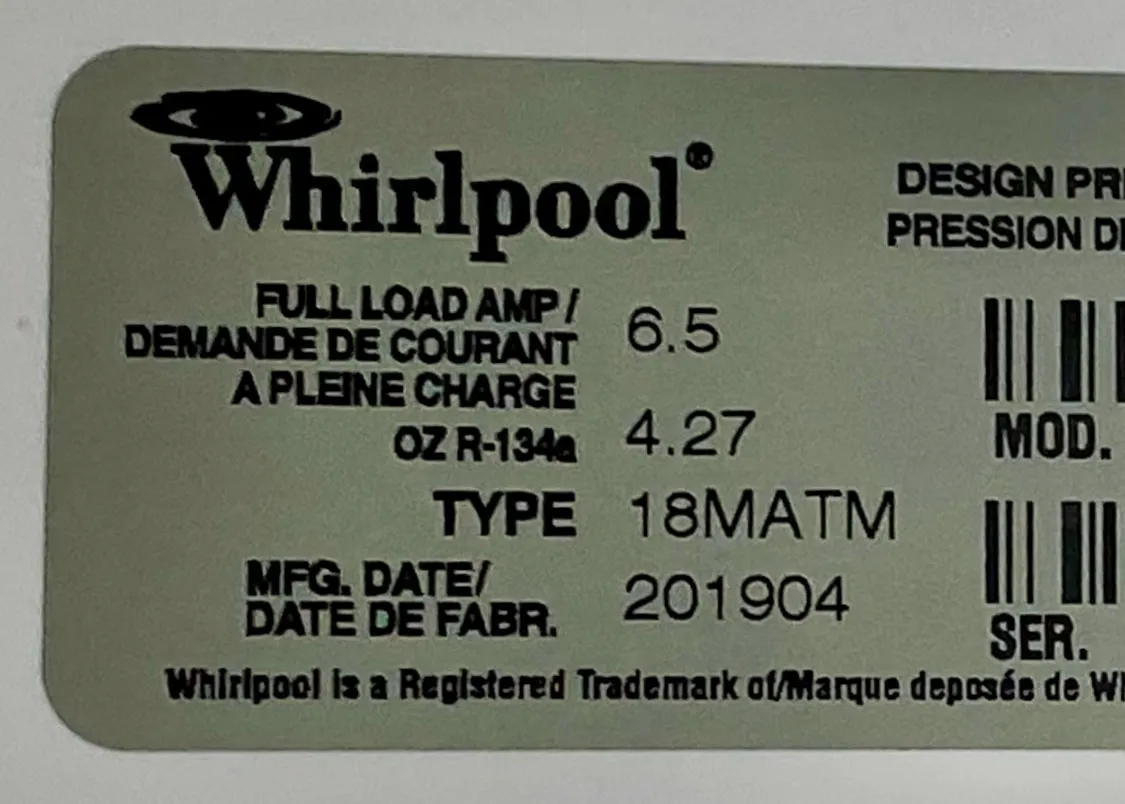 Whirlpool®
DESIGN PR
PRESSION D
FULL LOAD AMP / 6.5
DEMANDE DE COURANT
A PLEINE CHARGE
OZ R-134a 4.27
MOD.
TYPE 18MATM
MFG. DATE/ 201904
DATE DE FABR.
SER.
Whirlpool is a Registered Trademark of/Marque deposée de W